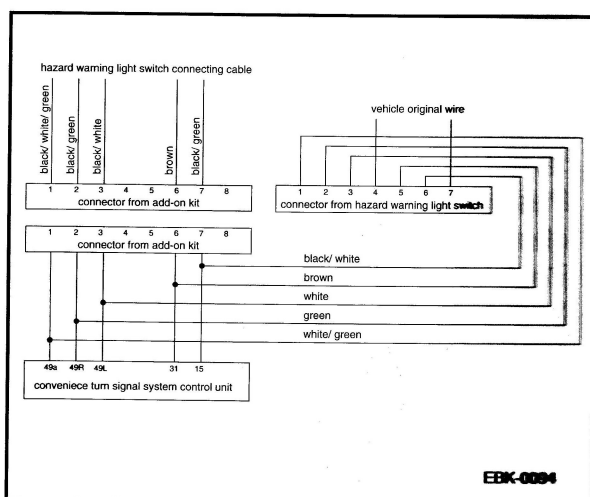 hazard warning light switch connecting cable
black/ white/ green
black/ green
black/ white
brown
black/ green
1 2 3 4 5 6 7 8
connector from add-on kit
vehicle original wire
1 2 3 4 5 6 7
connector from hazard warning light switch
1 2 3 4 5 6 7 8
connector from add-on kit
black/ white
brown
white
green
white/ green
49a 49R 49L 31 15
conveniece turn signal system control unit
EBK-0094